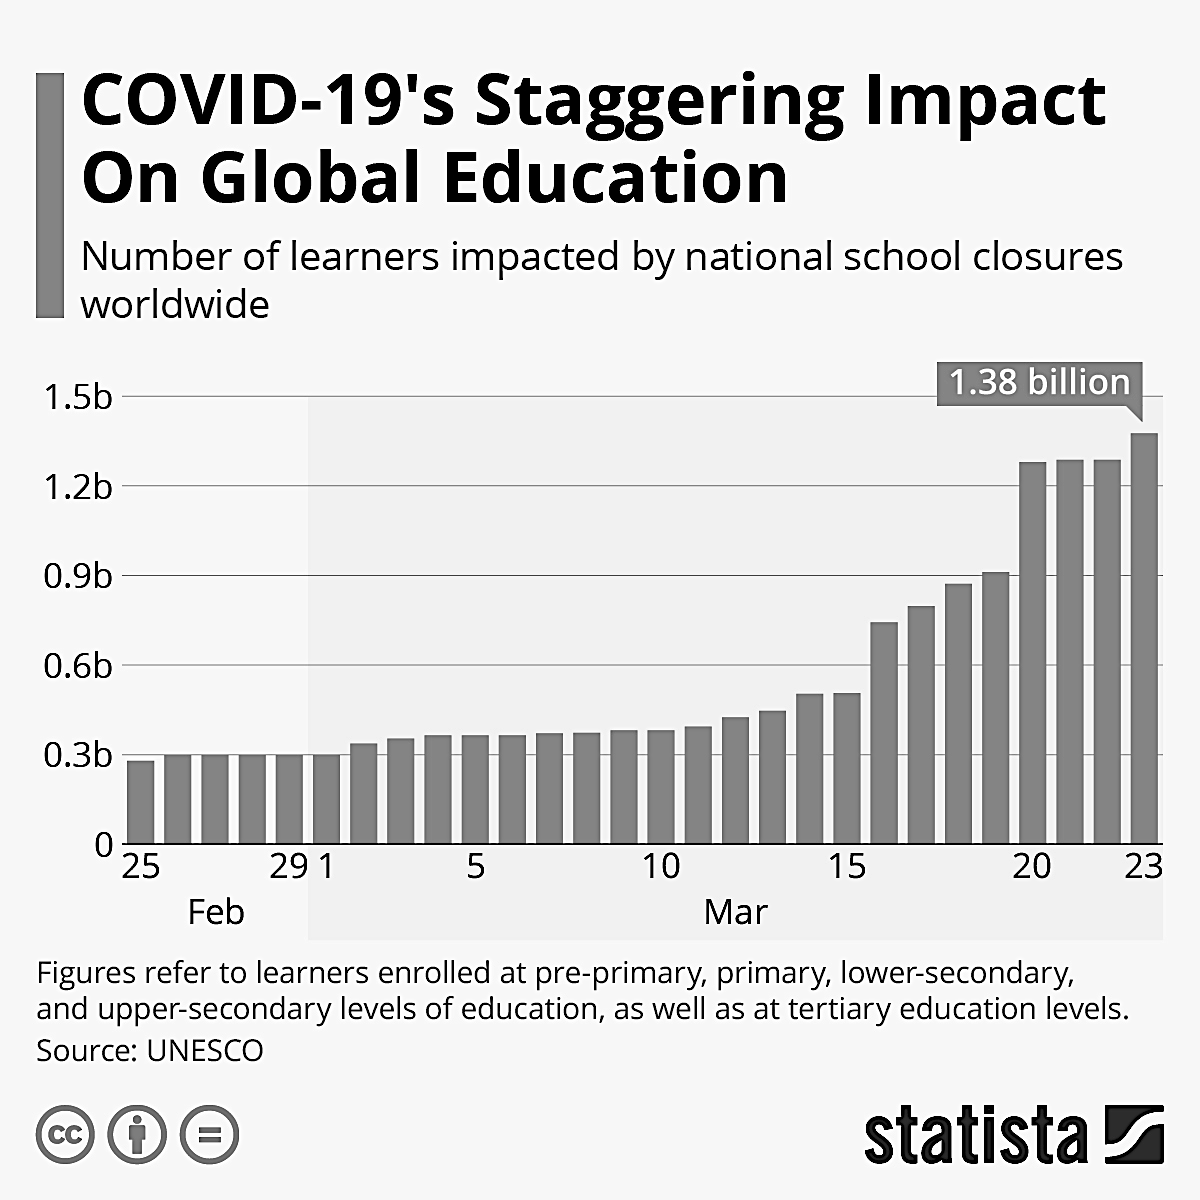 COVID-19's Staggering Impact
On Global Education
Number of learners impacted by national school closures
worldwide
1.38 billion
1.5b
1.2b
0.9b
0.6b
0.3b
0
25 29 1 5 10 15 20 23
Feb Mar
Figures refer to learners enrolled at pre-primary, primary, lower-secondary,
and upper-secondary levels of education, as well as at tertiary education levels.
Source: UNESCO
cc
statista